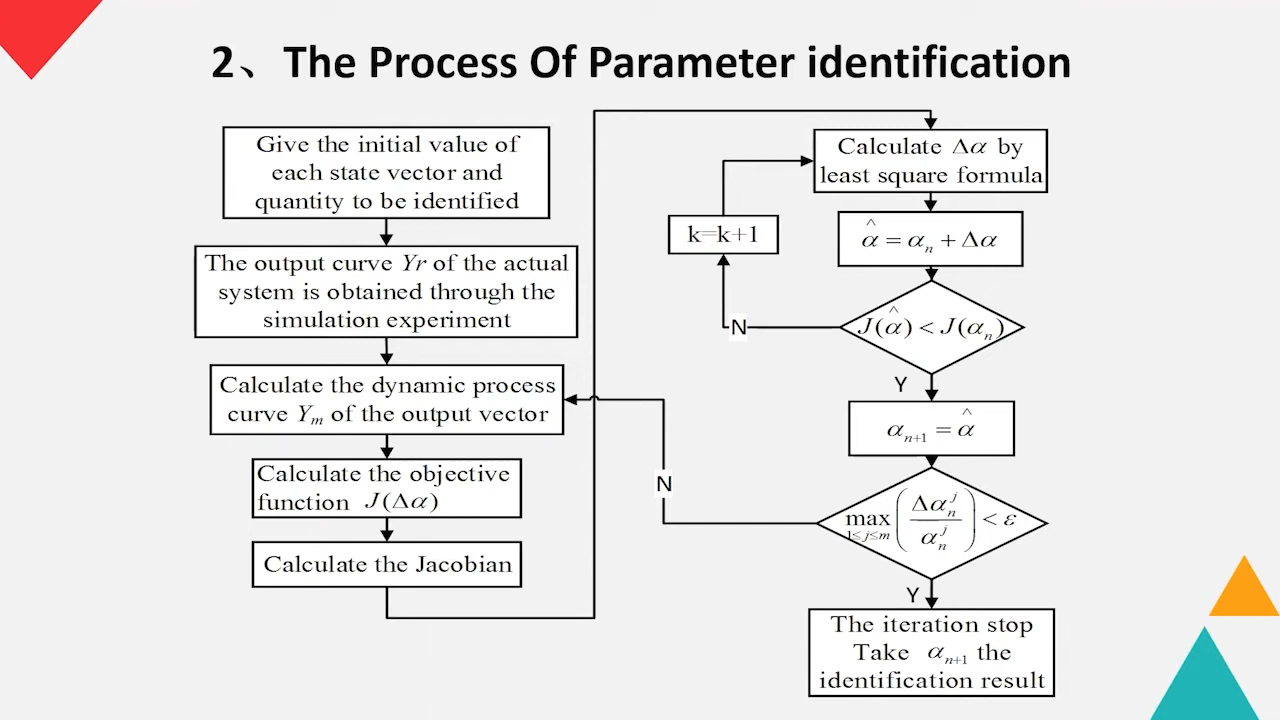 2、The Process Of Parameter identification
Give the initial value of
each state vector and
quantity to be identified
The output curve Yr of the actual
system is obtained through the
simulation experiment
Calculate the dynamic process
curve Yₘ of the output vector
Calculate the objective
function J(Δα)
Calculate the Jacobian
Calculate Δα by
least square formula
k=k+1
α̂ = αₙ + Δα
J(α̂) < J(αₙ)
N
Y
αₙ₊₁ = α̂
N
max_{1≤j≤m} (Δαₙʲ / αₙʲ) < ε
Y
The iteration stop
Take αₙ₊₁ the
identification result